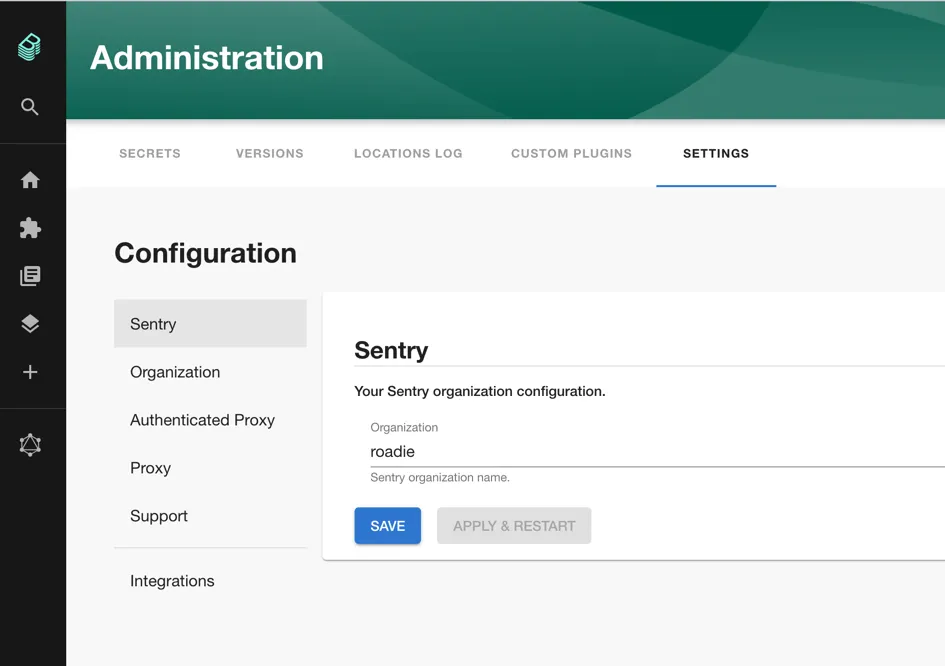 Administration
SECRETS VERSIONS LOCATIONS LOG CUSTOM PLUGINS SETTINGS
Configuration
Sentry
Organization
Authenticated Proxy
Proxy
Support
Integrations
Sentry
Your Sentry organization configuration.
Organization
roadie
Sentry organization name.
SAVE APPLY & RESTART